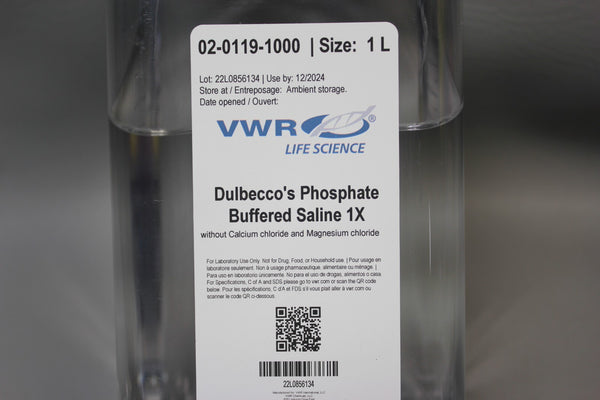 02-0119-1000 | Size: 1 L
Lot: 22L0856134 | Use by: 12/2024
Store at / Entreposage: Ambient storage.
Date opened / Ouvert:
VWR ®
LIFE SCIENCE
Dulbecco's Phosphate
Buffered Saline 1X
without Calcium chloride and Magnesium chloride
For Laboratory Use Only. Not for Drug, Food, or Household use. | Pour usage en
laboratoire seulement. Non à usage pharmaceutique, alimentaire ou ménage. |
Para uso en laboratorio únicamente. No para el uso de drogas, alimentos o casa.
For Specifications, C of A and SDS please go to vwr.com or scan the QR code
below. Pour les spécifications, C d'A et FDS s'il vous plaît aller à vwr.com ou
scanner le code QR ci-dessous.
22L0856134